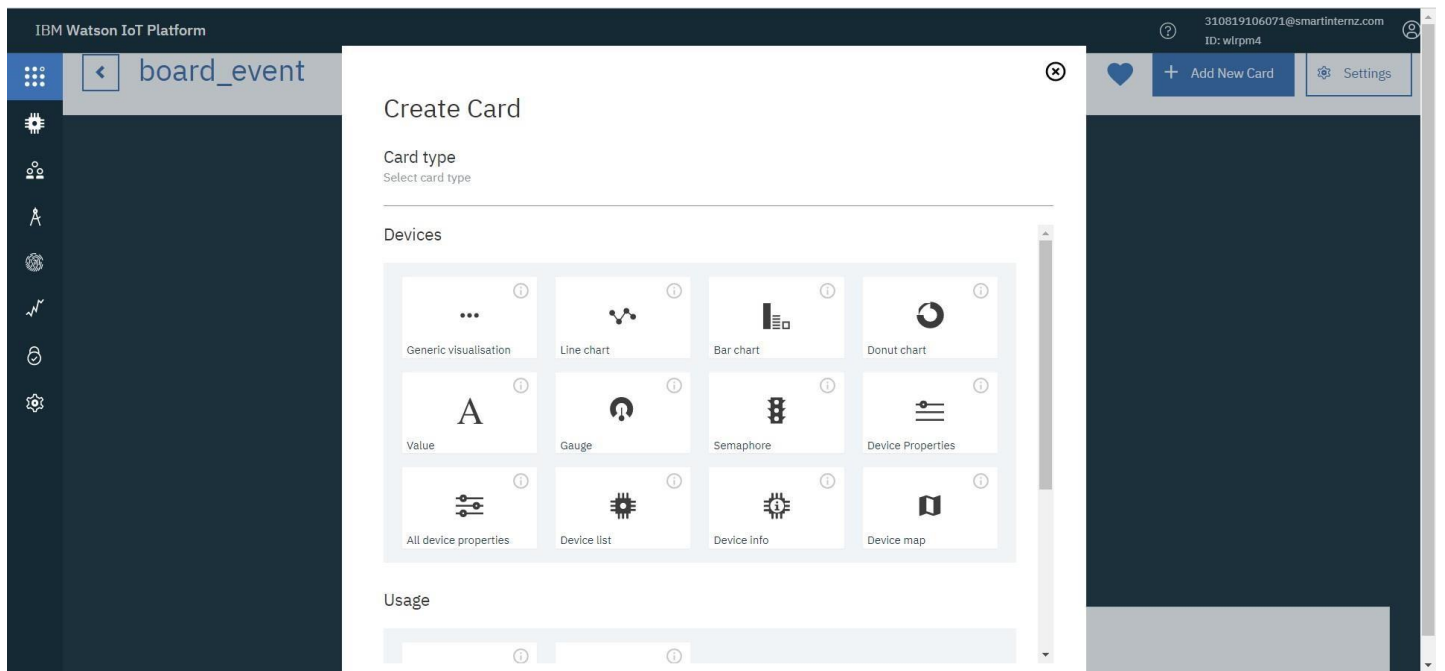 IBM Watson IoT Platform
310819106071@smartinternz.com
ID: wlrpm4
board_event
+ Add New Card
Settings
Create Card
Card type
Select card type
Devices
Generic visualisation
Line chart
Bar chart
Donut chart
A
Value
Gauge
Semaphore
Device Properties
All device properties
Device list
Device info
Device map
Usage